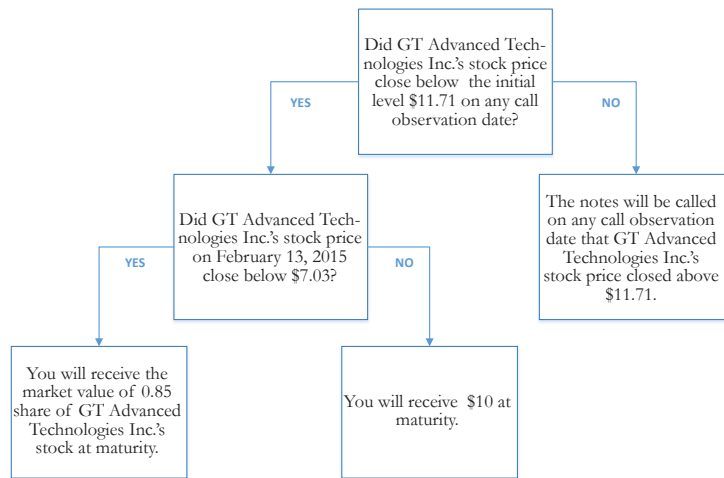 Did GT Advanced Tech-
nologies Inc.'s stock price
close below the initial
level $11.71 on any call
observation date?
YES
NO
Did GT Advanced Tech-
nologies Inc.'s stock price
on February 13, 2015
close below $7.03?
The notes will be called
on any call observation
date that GT Advanced
Technologies Inc.'s
stock price closed above
$11.71.
YES
NO
You will receive the
market value of 0.85
share of GT Advanced
Technologies Inc.'s
stock at maturity.
You will receive $10 at
maturity.